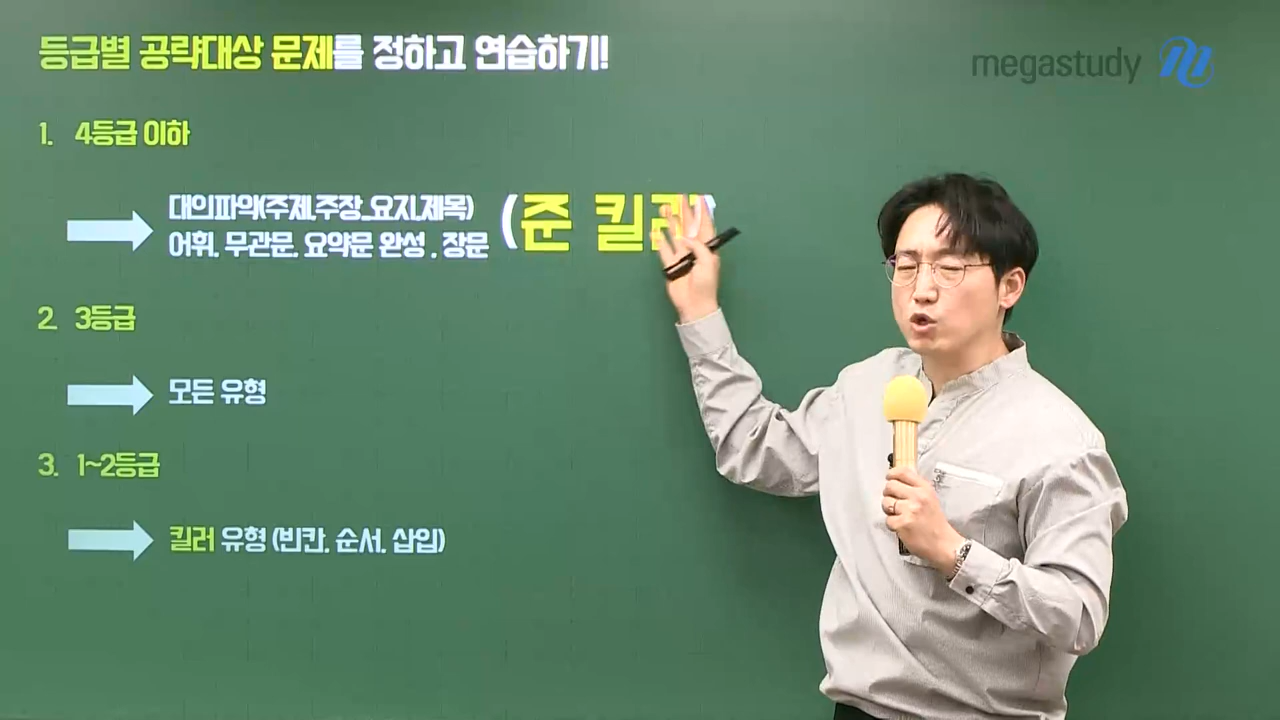 등급별 공략대상 문제를 정하고 연습하기!
megastudy
1. 4등급 이하
대의파악(주제,주장_요지,제목)
어휘, 무관문, 요약문 완성 , 장문
(준 킬러)
2. 3등급
모든 유형
3. 1~2등급
킬러 유형 (빈칸, 순서, 삽입)